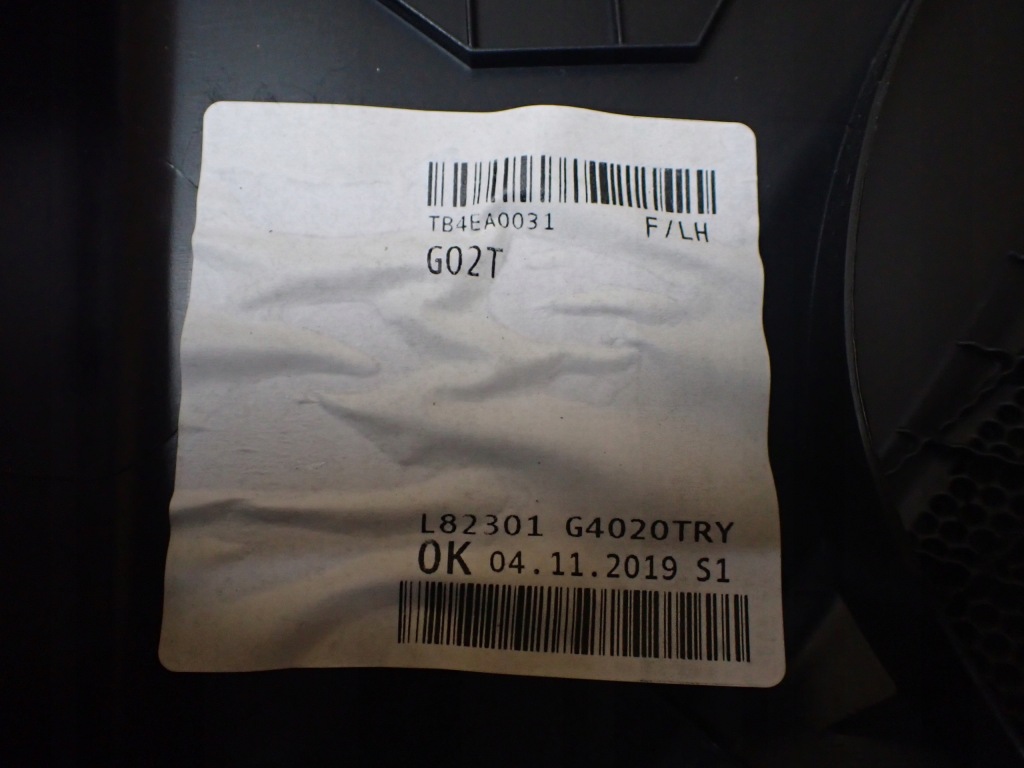 TB4EA0031 F/LH
G02T
L82301 G4020TRY
OK 04.11.2019 S1